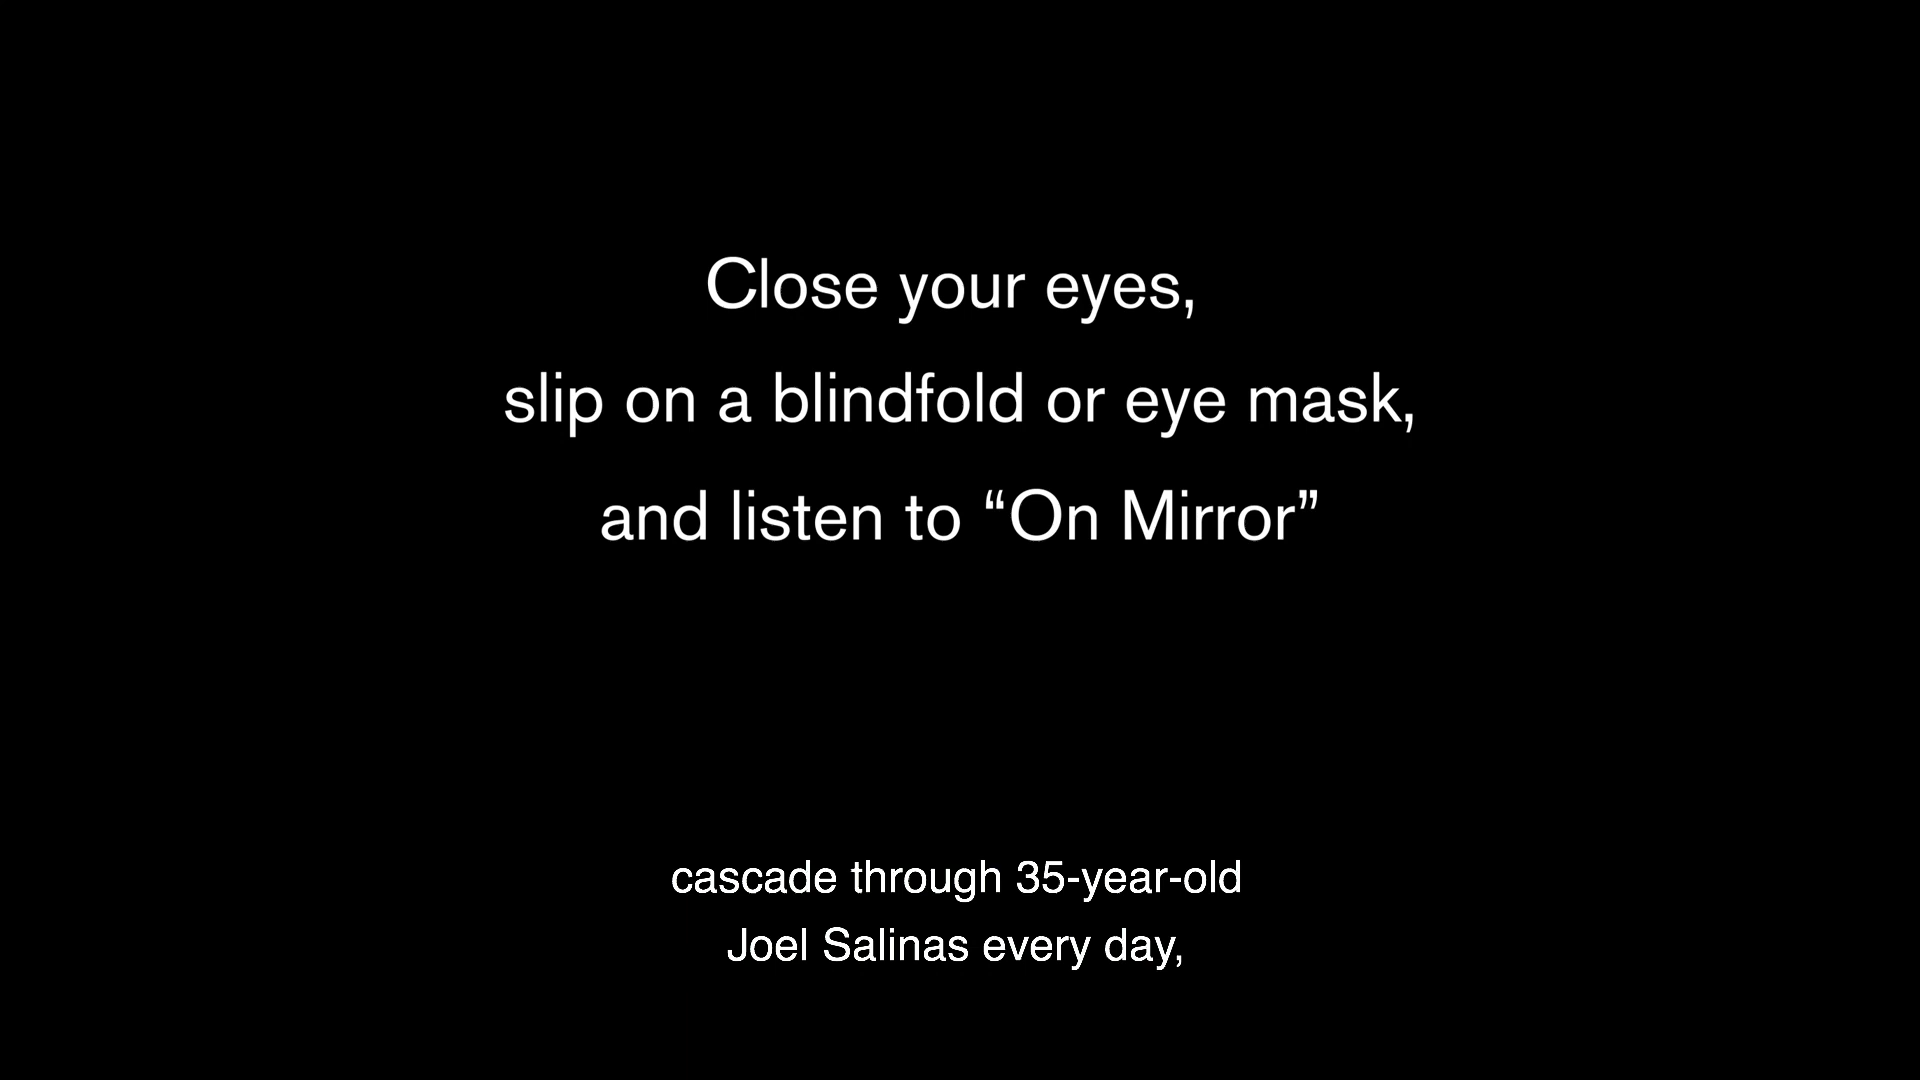 Close your eyes,
slip on a blindfold or eye mask,
and listen to “On Mirror”
cascade through 35-year-old
Joel Salinas every day,